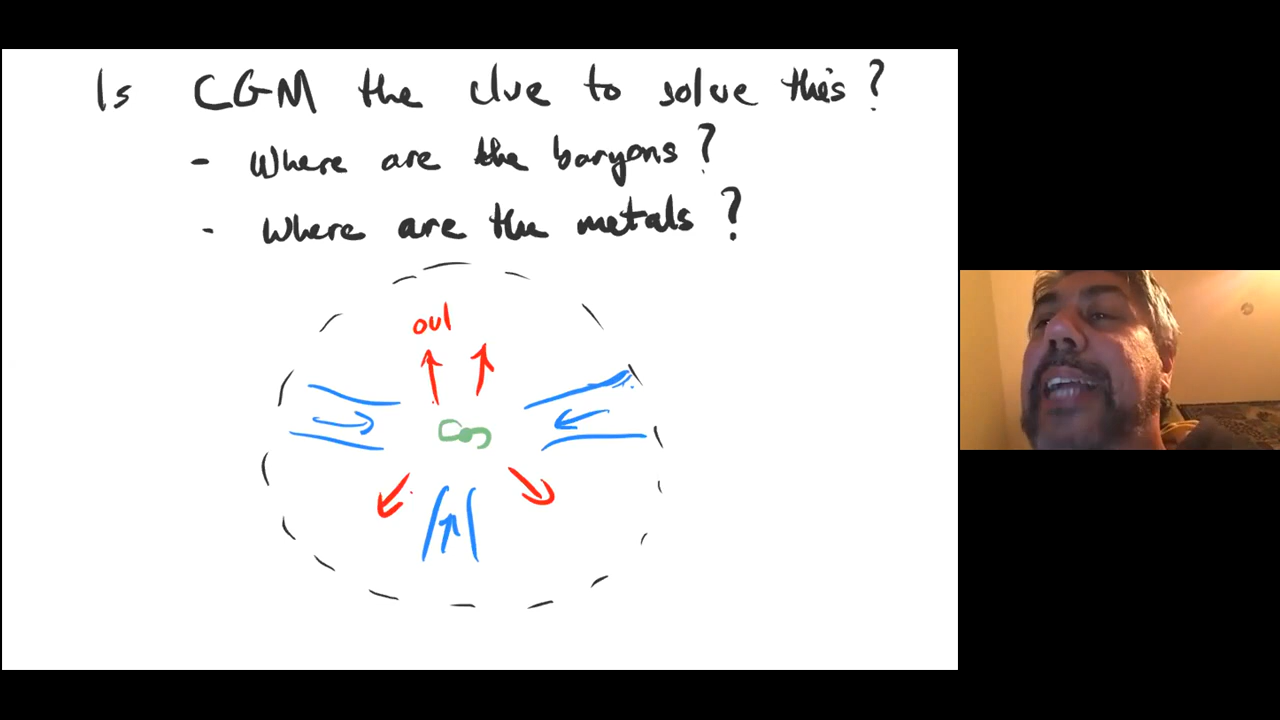 Is CGM the clue to solve this?
- Where are the baryons?
- Where are the metals?
out